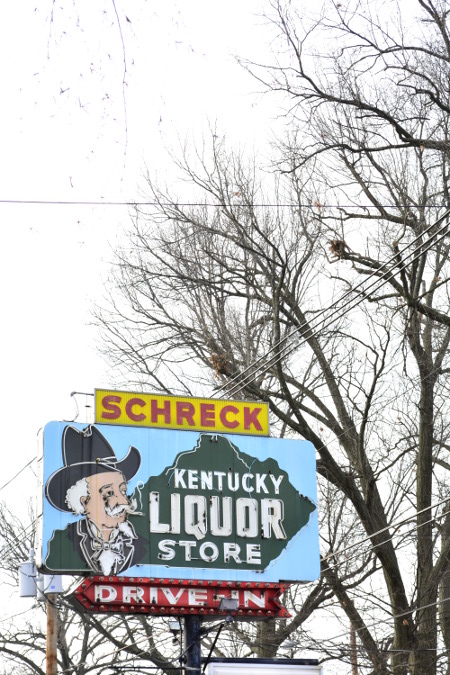 SCHRECK
KENTUCKY
LIQUOR
STORE
DRIVE-IN